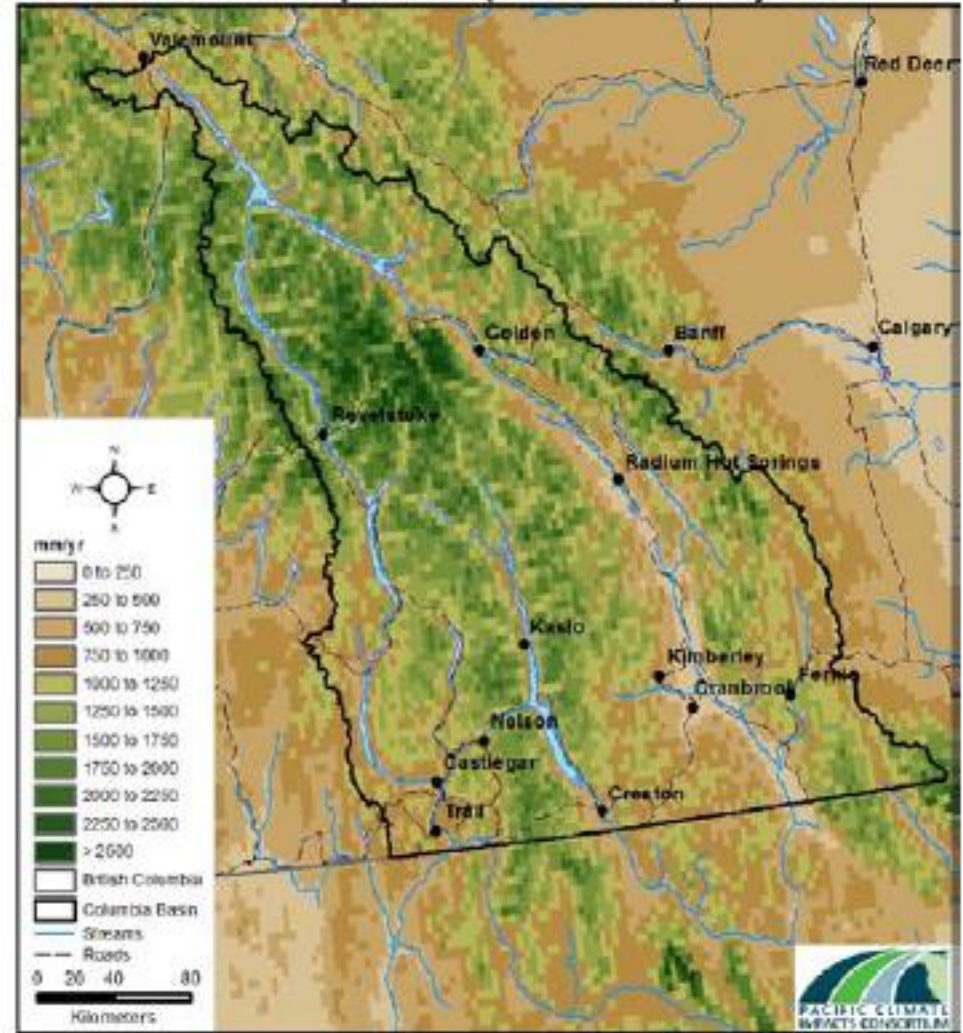 Valemount
Red Deer
Golden
Banff
Calgary
Revelstoke
Radium Hot Springs
N
W
E
mm/yr
0 to 250
250 to 500
500 to 750
750 to 1000
1000 to 1250
1250 to 1500
1500 to 1750
1750 to 2000
2000 to 2250
2250 to 2500
> 2500
British Columbia
Columbia Basin
Streams
Roads
0 20 40 80
Kilometers
Kaslo
Kimberley
Cranbrook
Fernie
Nelson
Castlegar
Trail
Creston
PACIFIC CLIMATE
IMPACTS CONSORTIUM